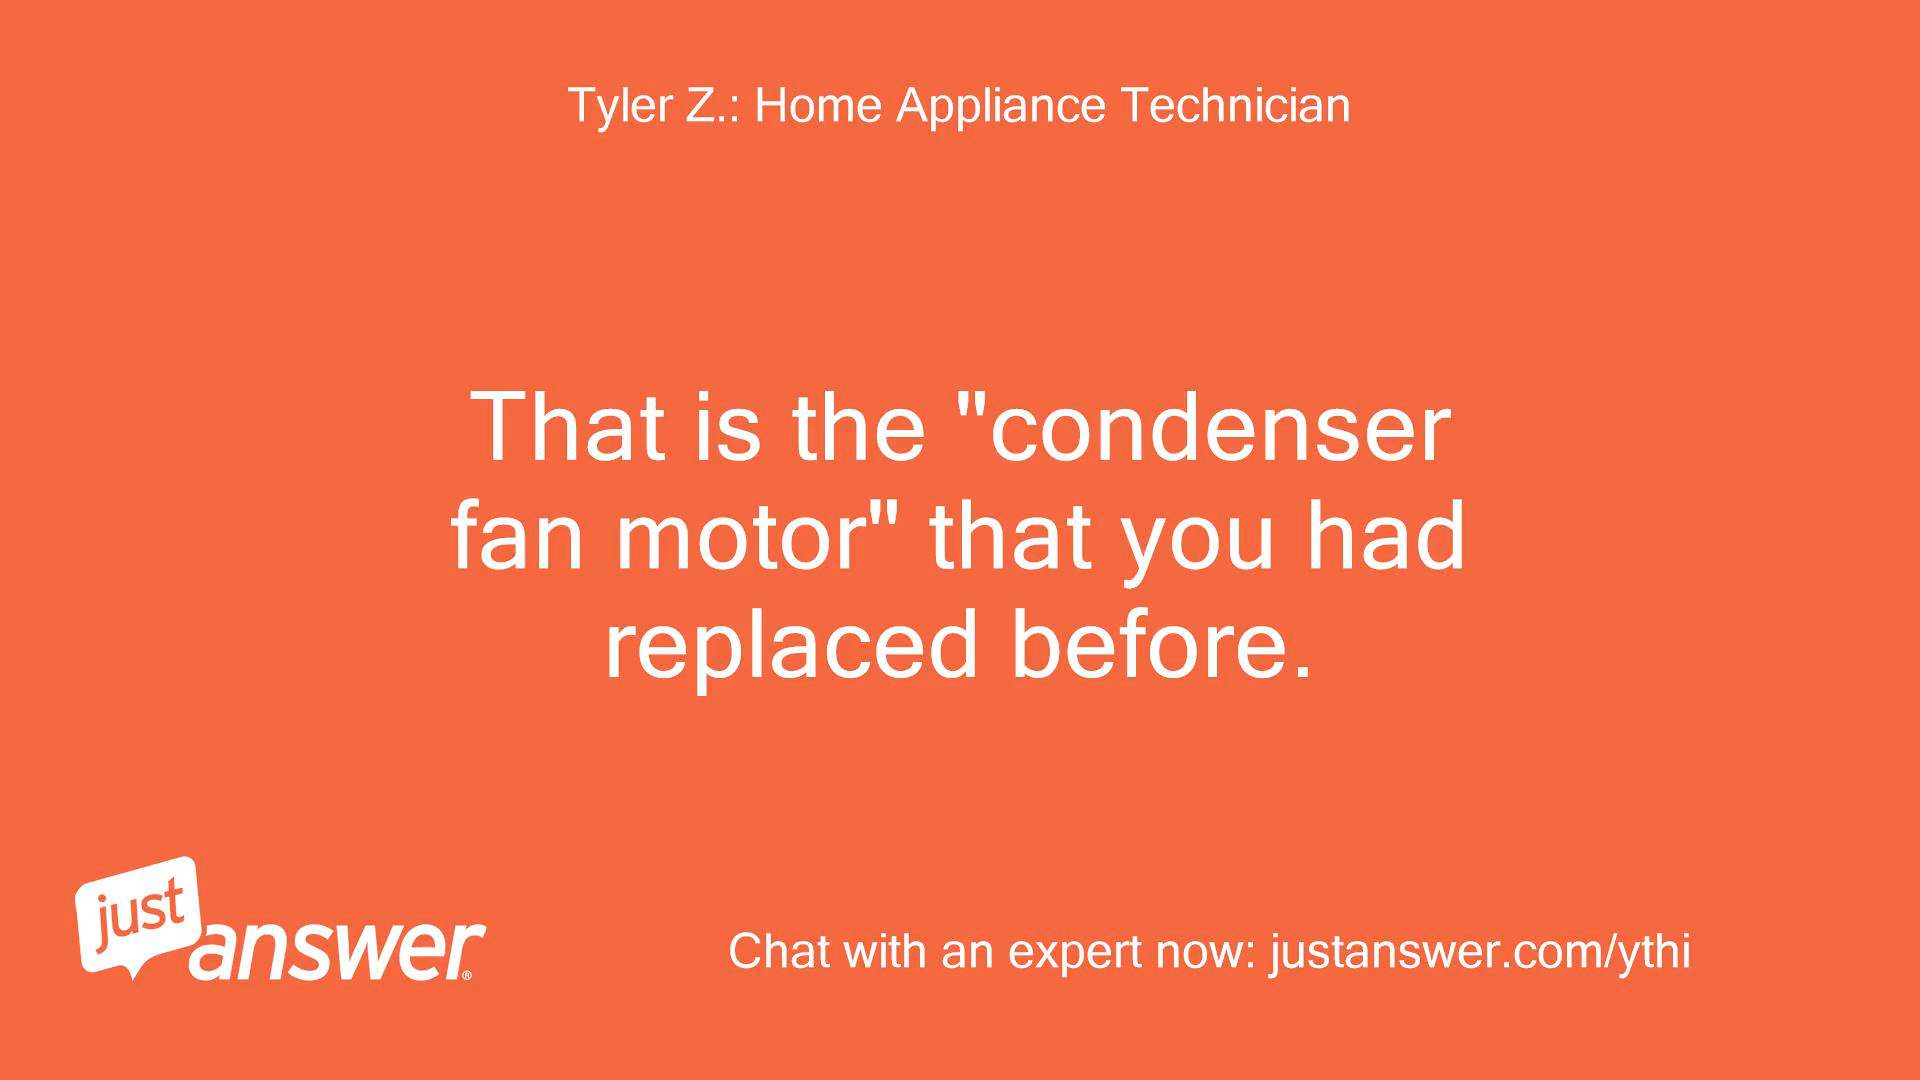 Tyler Z.: Home Appliance Technician
That is the "condenser
fan motor" that you had
replaced before.
just
answer®
Chat with an expert now: justanswer.com/ythi